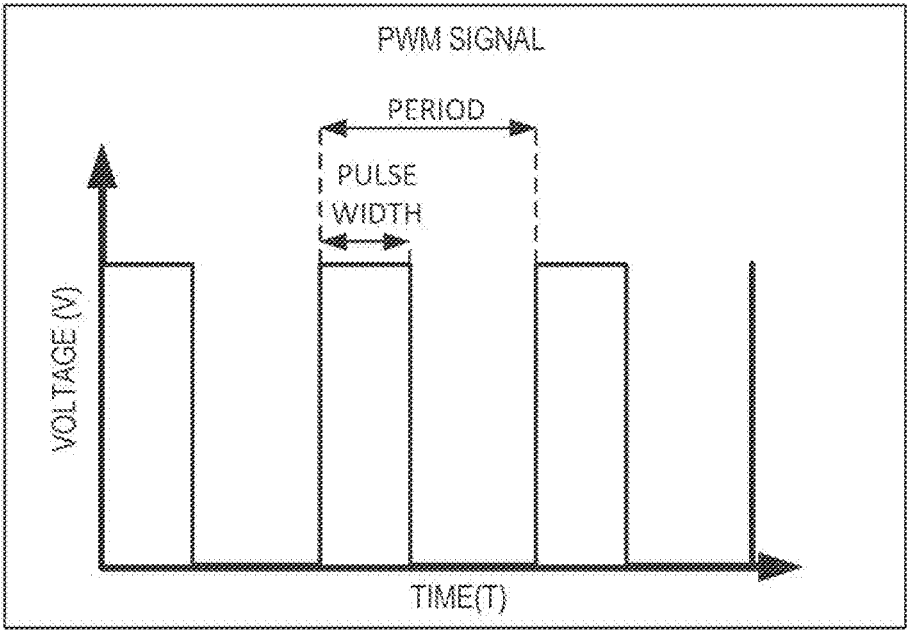 PWM SIGNAL
PERIOD
PULSE
WIDTH
VOLTAGE (V)
TIME(T)